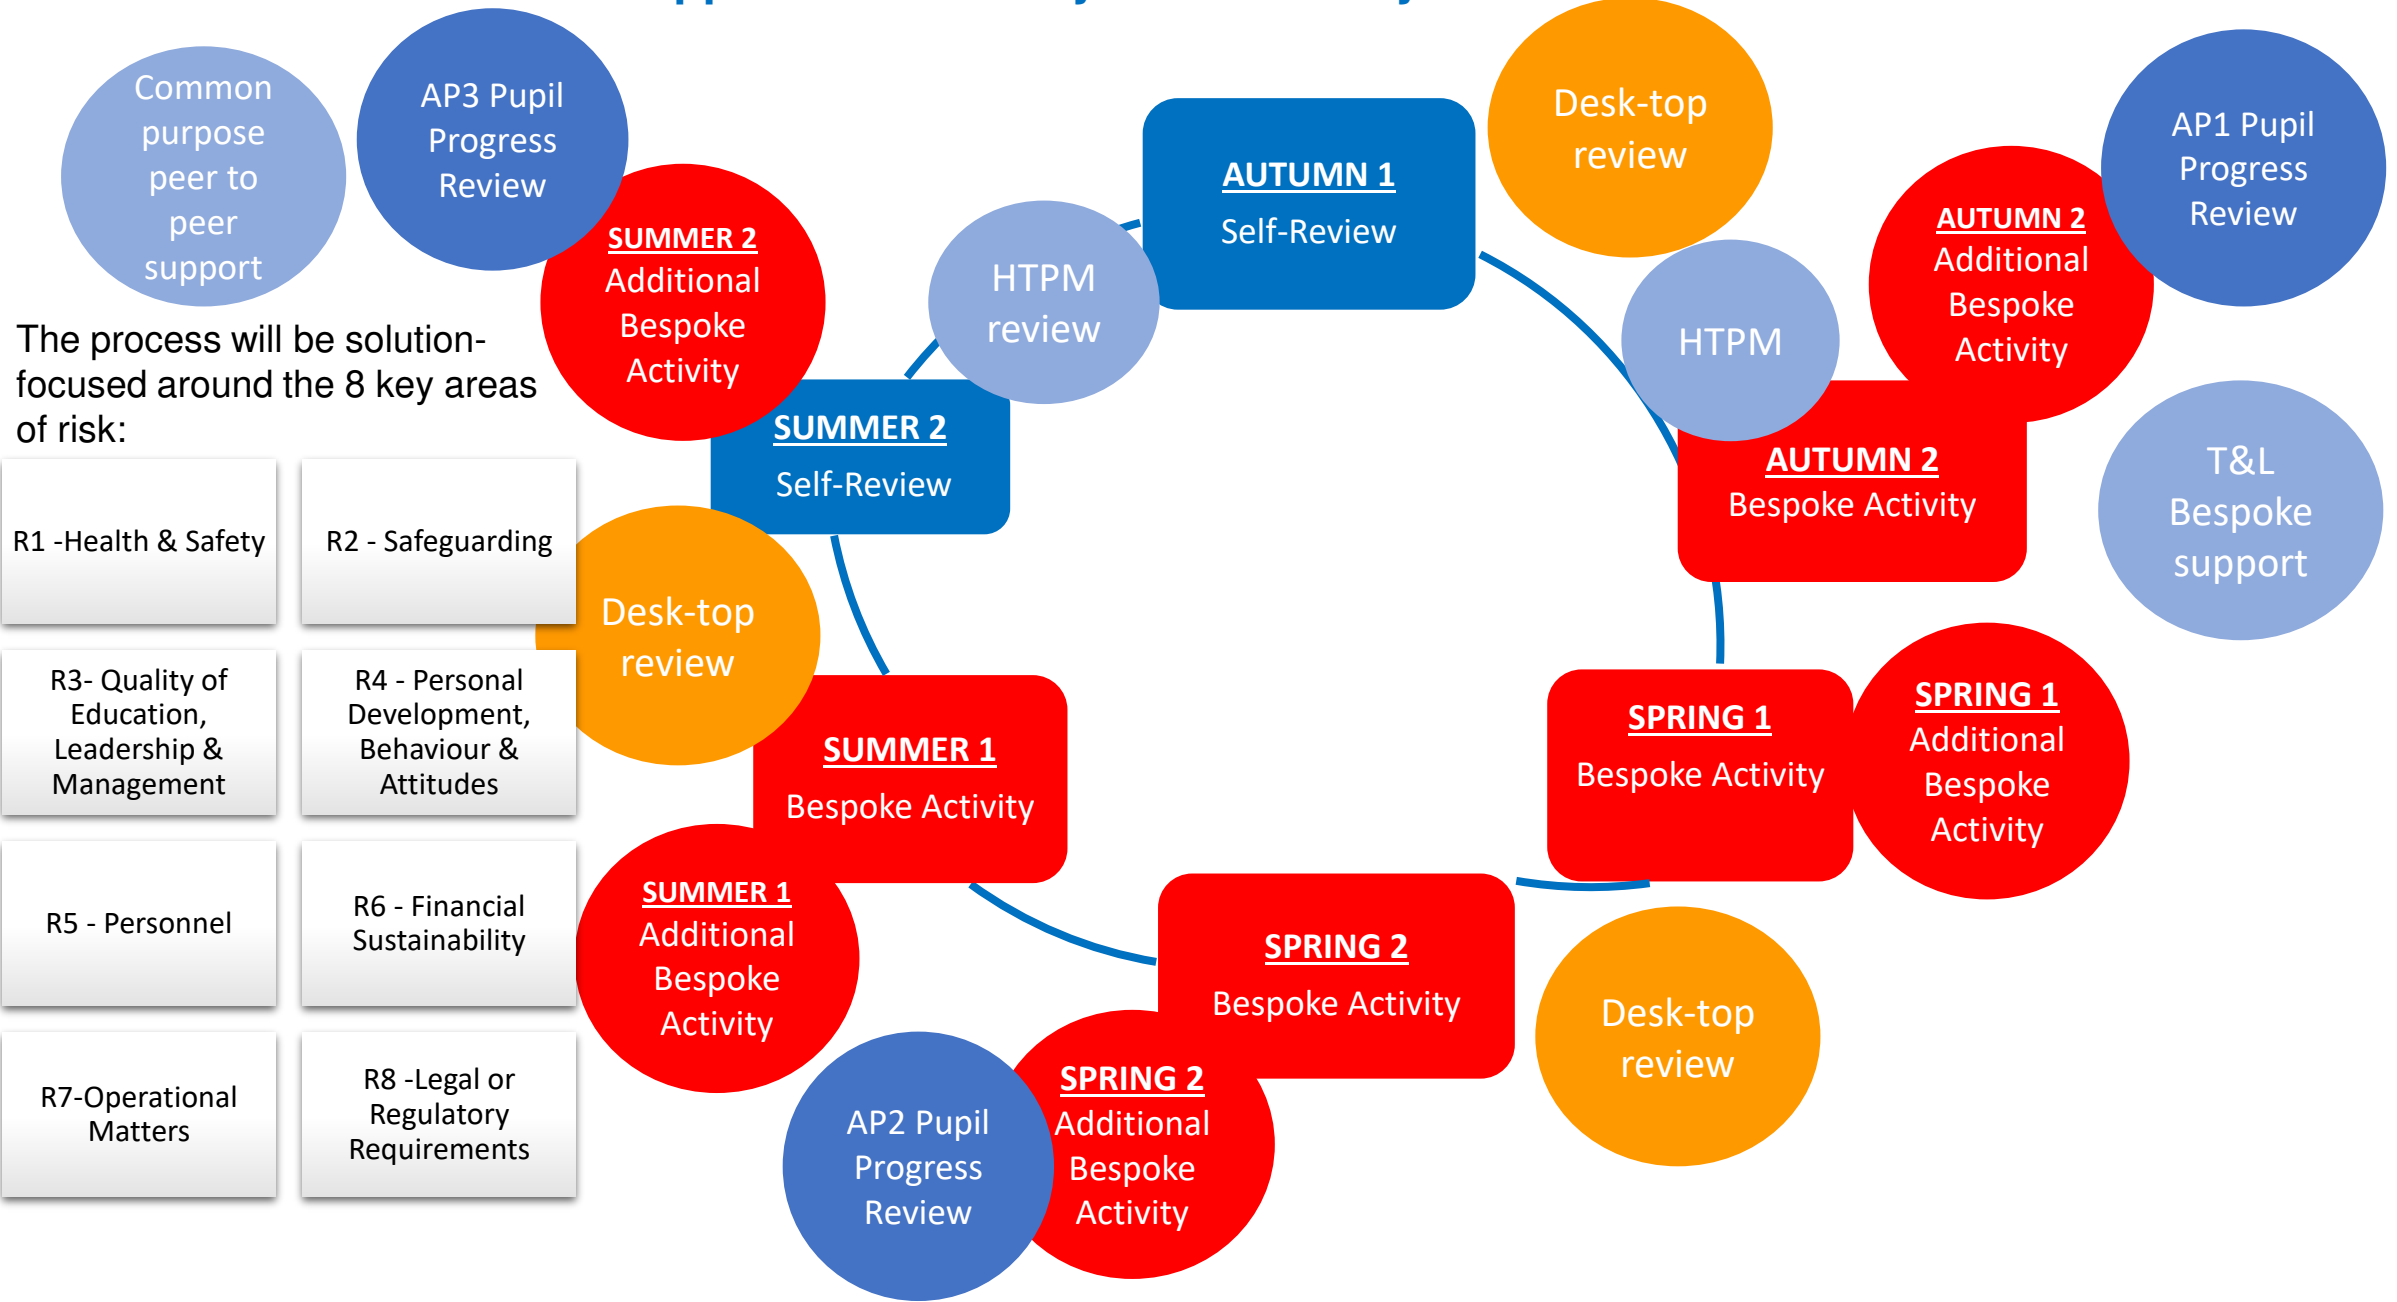 Common
purpose
peer to
peer
support
AP3 Pupil
Progress
Review
SUMMER 2
Additional
Bespoke
Activity
HTPM
review
AUTUMN 1
Self-Review
Desk-top
review
HTPM
AUTUMN 2
Additional
Bespoke
Activity
AP1 Pupil
Progress
Review
AUTUMN 2
Bespoke Activity
T&L
Bespoke
support
SPRING 1
Bespoke Activity
SPRING 1
Additional
Bespoke
Activity
Desk-top
review
SPRING 2
Bespoke Activity
SPRING 2
Additional
Bespoke
Activity
AP2 Pupil
Progress
Review
SUMMER 1
Bespoke Activity
SUMMER 1
Additional
Bespoke
Activity
Desk-top
review
SUMMER 2
Self-Review
The process will be solution-
focused around the 8 key areas
of risk:
R1 -Health & Safety
R2 - Safeguarding
R3- Quality of
Education,
Leadership &
Management
R4 - Personal
Development,
Behaviour &
Attitudes
R5 - Personnel
R6 - Financial
Sustainability
R7-Operational
Matters
R8 -Legal or
Regulatory
Requirements